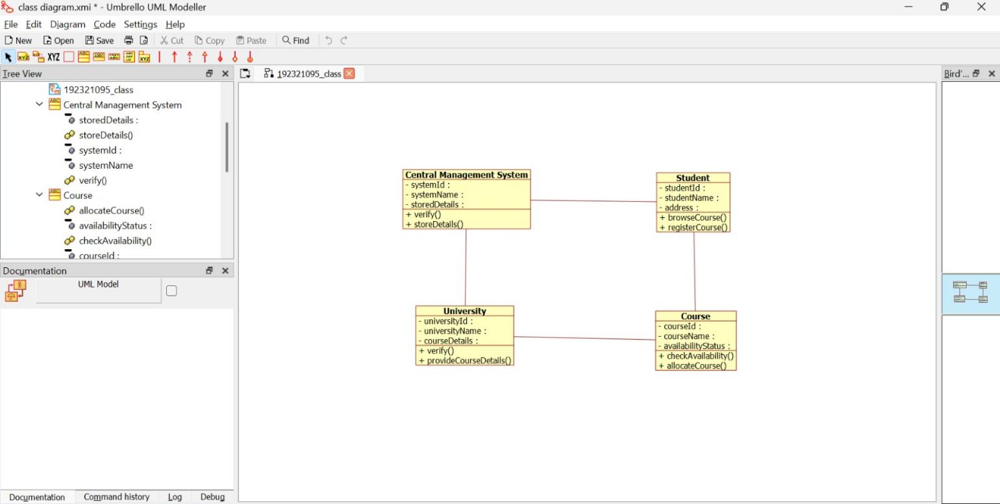 class diagram.xmi * - Umbrello UML Modeller
File Edit Diagram Code Settings Help
New Open Save Cut Copy Paste Find
XYZ
Tree View
192321095_class
Bird'...
192321095_class
Central Management System
storedDetails :
storeDetails()
systemId :
systemName
verify()
Course
allocateCourse()
availabilityStatus :
checkAvailability()
courseId :
Documentation
UML Model
Documentation Command history Log Debug
Central Management System
- systemId :
- systemName :
- storedDetails :
+ verify()
+ storeDetails()
Student
- studentId :
- studentName :
- address :
+ browseCourse()
+ registerCourse()
University
- universityId :
- universityName :
- courseDetails :
+ verify()
+ provideCourseDetails()
Course
- courseId :
- courseName :
- availabilityStatus :
+ checkAvailability()
+ allocateCourse()